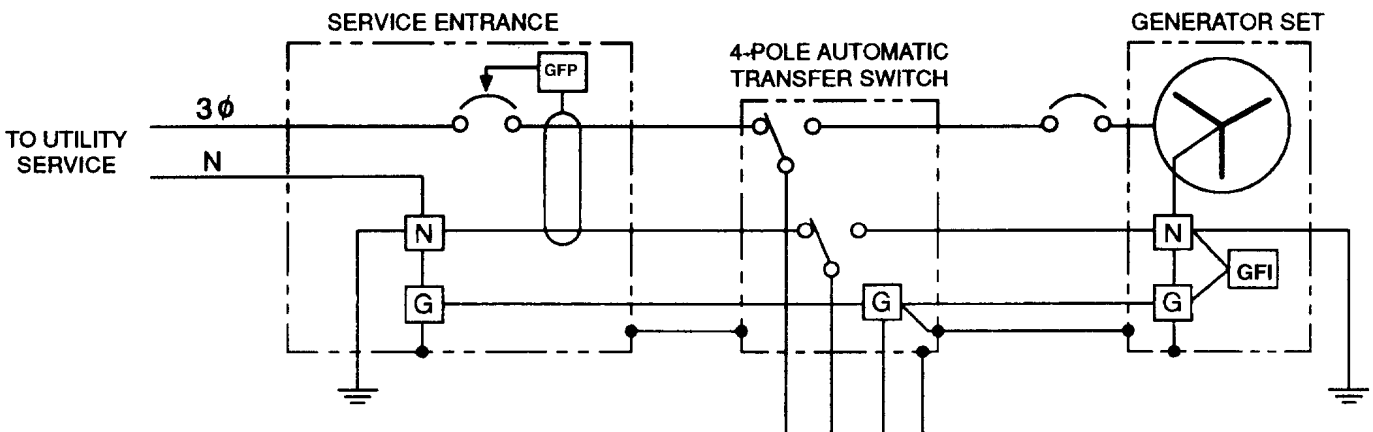 SERVICE ENTRANCE
GENERATOR SET
4-POLE AUTOMATIC
TRANSFER SWITCH
GFP
3ϕ
TO UTILITY
SERVICE
N
N
N
GFI
G
G
G